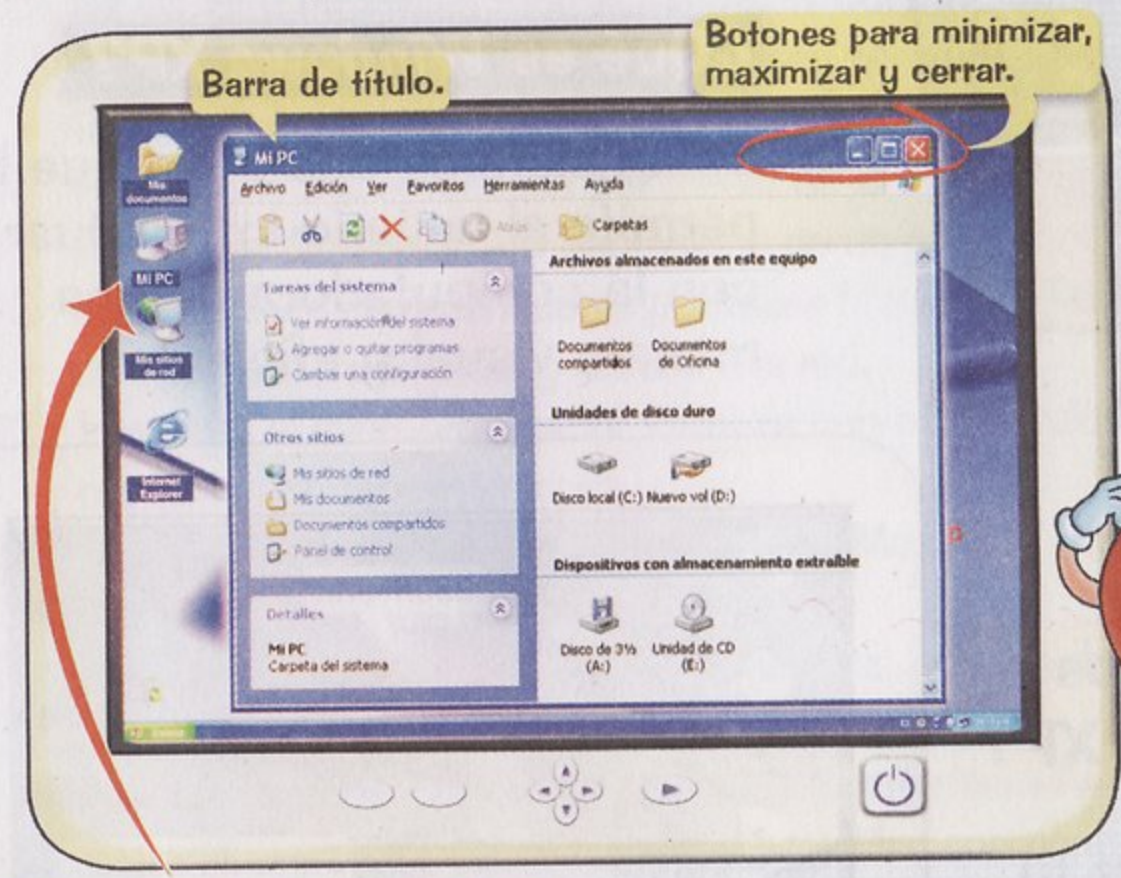 Botones para minimizar,
maximizar y cerrar.
Barra de título.
Mis
documentos
Mi PC
Mis sitios
de red
Internet
Explorer
Mi PC
Archivo Edición Ver Favoritos Herramientas Ayuda
Atrás Carpetas
Tareas del sistema
Ver información del sistema
Agregar o quitar programas
Cambiar una configuración
Otros sitios
Mis sitios de red
Mis documentos
Documentos compartidos
Panel de control
Detalles
Mi PC
Carpeta del sistema
Archivos almacenados en este equipo
Documentos
compartidos
Documentos
de Oficina
Unidades de disco duro
Disco local (C:) Nuevo vol (D:)
Dispositivos con almacenamiento extraíble
Disco de 3½
(A:)
Unidad de CD
(E:)